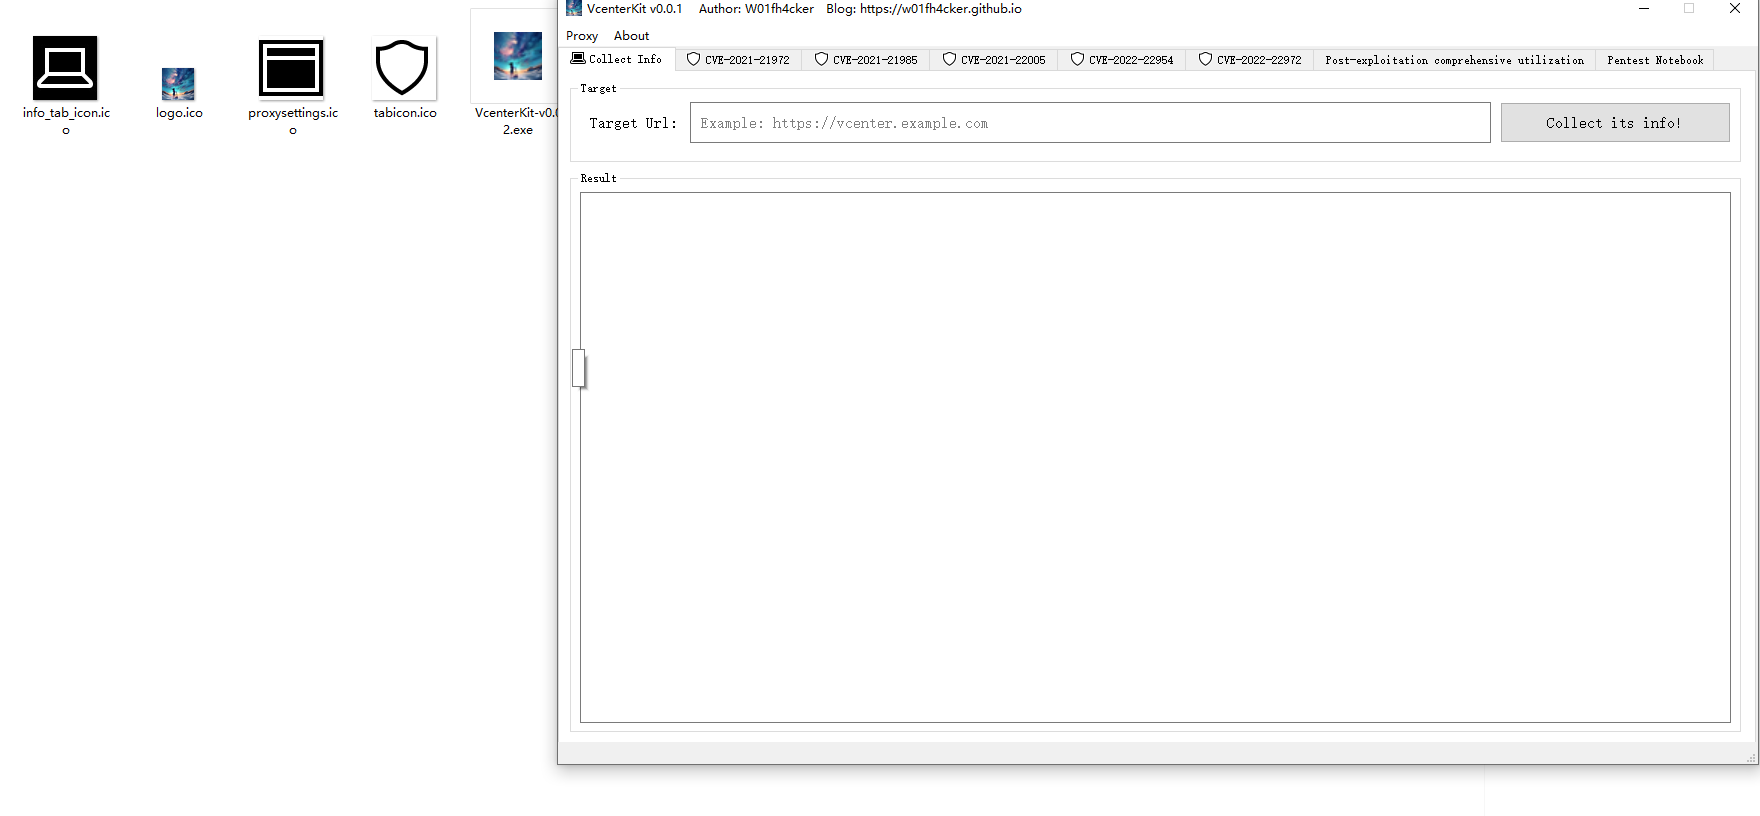 info_tab_icon.ic
o
logo.ico
proxysettings.ic
o
tabicon.ico
VcenterKit-v0.0
2.exe
VcenterKit v0.0.1 Author: W01fh4cker Blog: https://w01fh4cker.github.io
Proxy About
Collect Info CVE-2021-21972 CVE-2021-21985 CVE-2021-22005 CVE-2022-22954 CVE-2022-22972 Post-exploitation comprehensive utilization Pentest Notebook
Target
Target Url: Example: https://vcenter.example.com Collect its info!
Result